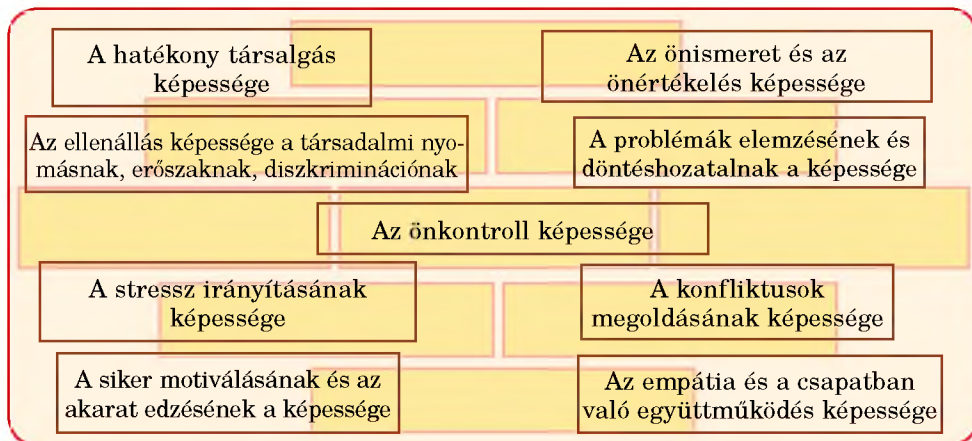 A hatékony társalgás
képessége
Az önismeret és az
önértékelés képessége
Az ellenállás képessége a társadalmi nyo-
másnak, erőszaknak, diszkriminációnak
A problémák elemzésének és
döntéshozatalnak a képessége
Az önkontroll képessége
A stressz irányításának
képessége
A konfliktusok
megoldásának képessége
A siker motiválásának és az
akarat edzésének a képessége
Az empátia és a csapatban
való együttműködés képessége